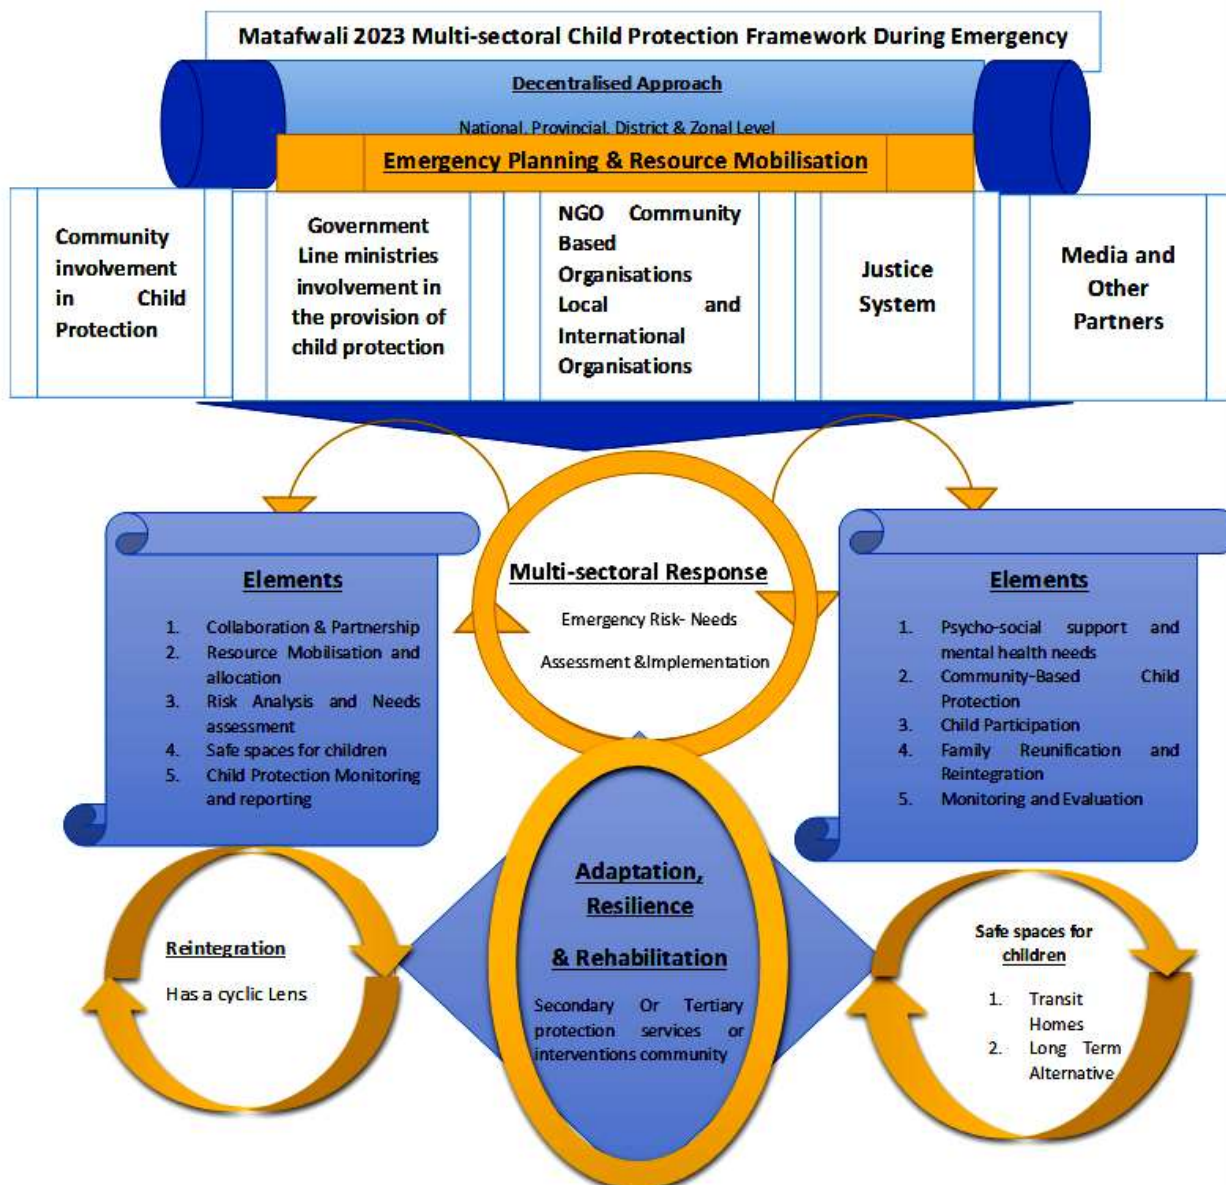 Matafwali 2023 Multi-sectoral Child Protection Framework During Emergency
Decentralised Approach
National, Provincial, District & Zonal Level
Emergency Planning & Resource Mobilisation
Community
involvement
in Child
Protection
Government
Line ministries
involvement in
the provision of
child protection
NGO Community
Based
Organisations
Local and
International
Organisations
Justice
System
Media and
Other
Partners
Elements
1. Collaboration & Partnership
2. Resource Mobilisation and
allocation
3. Risk Analysis and Needs
assessment
4. Safe spaces for children
5. Child Protection Monitoring
and reporting
Multi-sectoral Response
Emergency Risk- Needs
Assessment &Implementation
Elements
1. Psycho-social support and
mental health needs
2. Community-Based Child
Protection
3. Child Participation
4. Family Reunification and
Reintegration
5. Monitoring and Evaluation
Reintegration
Has a cyclic Lens
Adaptation,
Resilience
& Rehabilitation
Secondary Or Tertiary
protection services or
interventions community
Safe spaces for
children
1. Transit
Homes
2. Long Term
Alternative